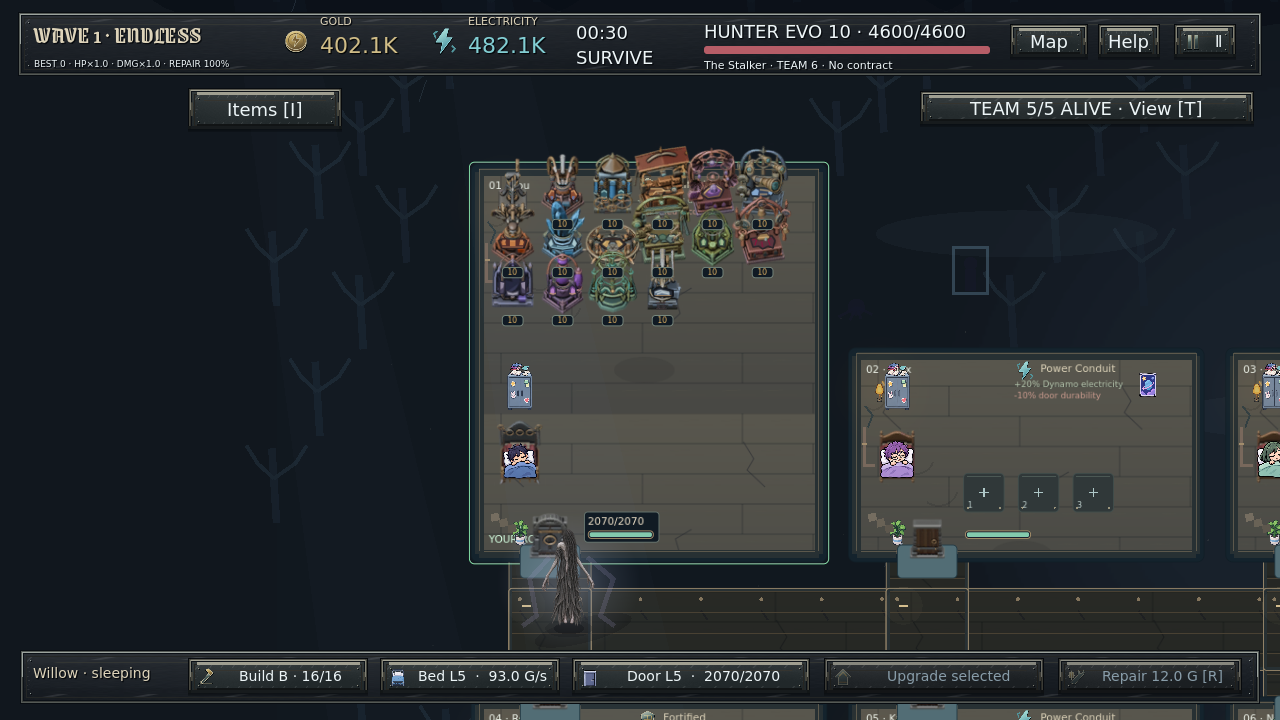 WAVE 1 · ENDLESS
BEST 0 · HP×1.0 · DMG×1.0 · REPAIR 100%
GOLD
402.1K
ELECTRICITY
482.1K
00:30
SURVIVE
HUNTER EVO 10 · 4600/4600
The Stalker · TEAM 6 · No contract
Map
Help
II
Items [I]
TEAM 5/5 ALIVE · View [T]
01
10 10 10 10 10
10 10 10 10 10 10
10 10 10 10
02 ·
Power Conduit
+20% Dynamo electricity
-10% door durability
03 ·
+ + +
1 2 3
2070/2070
Willow · sleeping
Build B · 16/16
Bed L5 · 93.0 G/s
Door L5 · 2070/2070
Upgrade selected
Repair 12.0 G [R]
04 · R
Fortified
05 · K
Power Conduit
06 ·